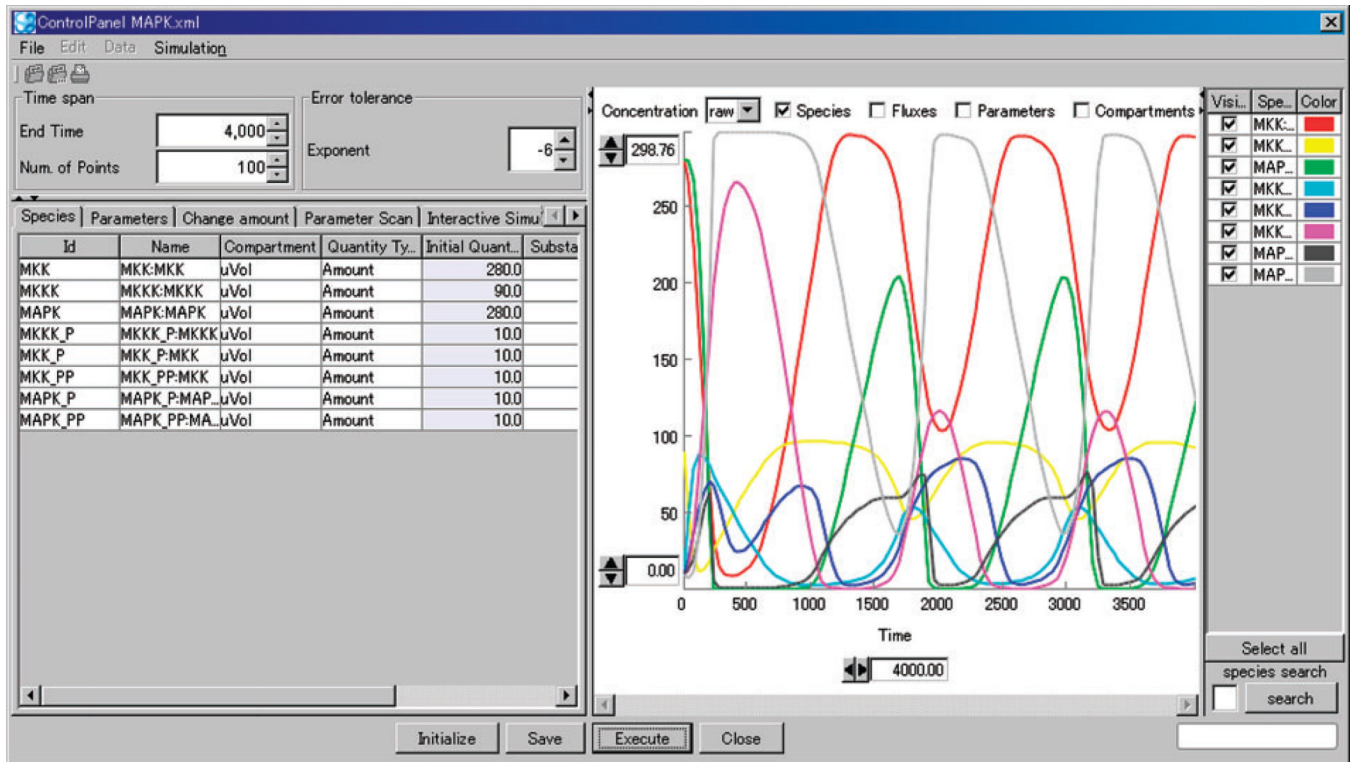 ControlPanel MAPK.xml
File Edit Data Simulation
Time span
End Time 4,000
Num. of Points 100
Error tolerance
Exponent -6
Species Parameters Change amount Parameter Scan Interactive Simu
Id Name Compartment Quantity Ty... Initial Quant... Substa
MKK MKK:MKK uVol Amount 280.0
MKKK MKKK:MKKK uVol Amount 90.0
MAPK MAPK:MAPK uVol Amount 280.0
MKKK_P MKKK_P:MKKK uVol Amount 10.0
MKK_P MKK_P:MKK uVol Amount 10.0
MKK_PP MKK_PP:MKK uVol Amount 10.0
MAPK_P MAPK_P:MAP... uVol Amount 10.0
MAPK_PP MAPK_PP:MA... uVol Amount 10.0
Concentration raw Species Fluxes Parameters Compartments
298.76
250
200
150
100
50
0.00
0 500 1000 1500 2000 2500 3000 3500
Time
4000.00
Visi... Spe... Color
MKK:...
MKK...
MAP...
MKK...
MKK...
MKK...
MAP...
MAP...
Select all
species search
search
Initialize Save Execute Close